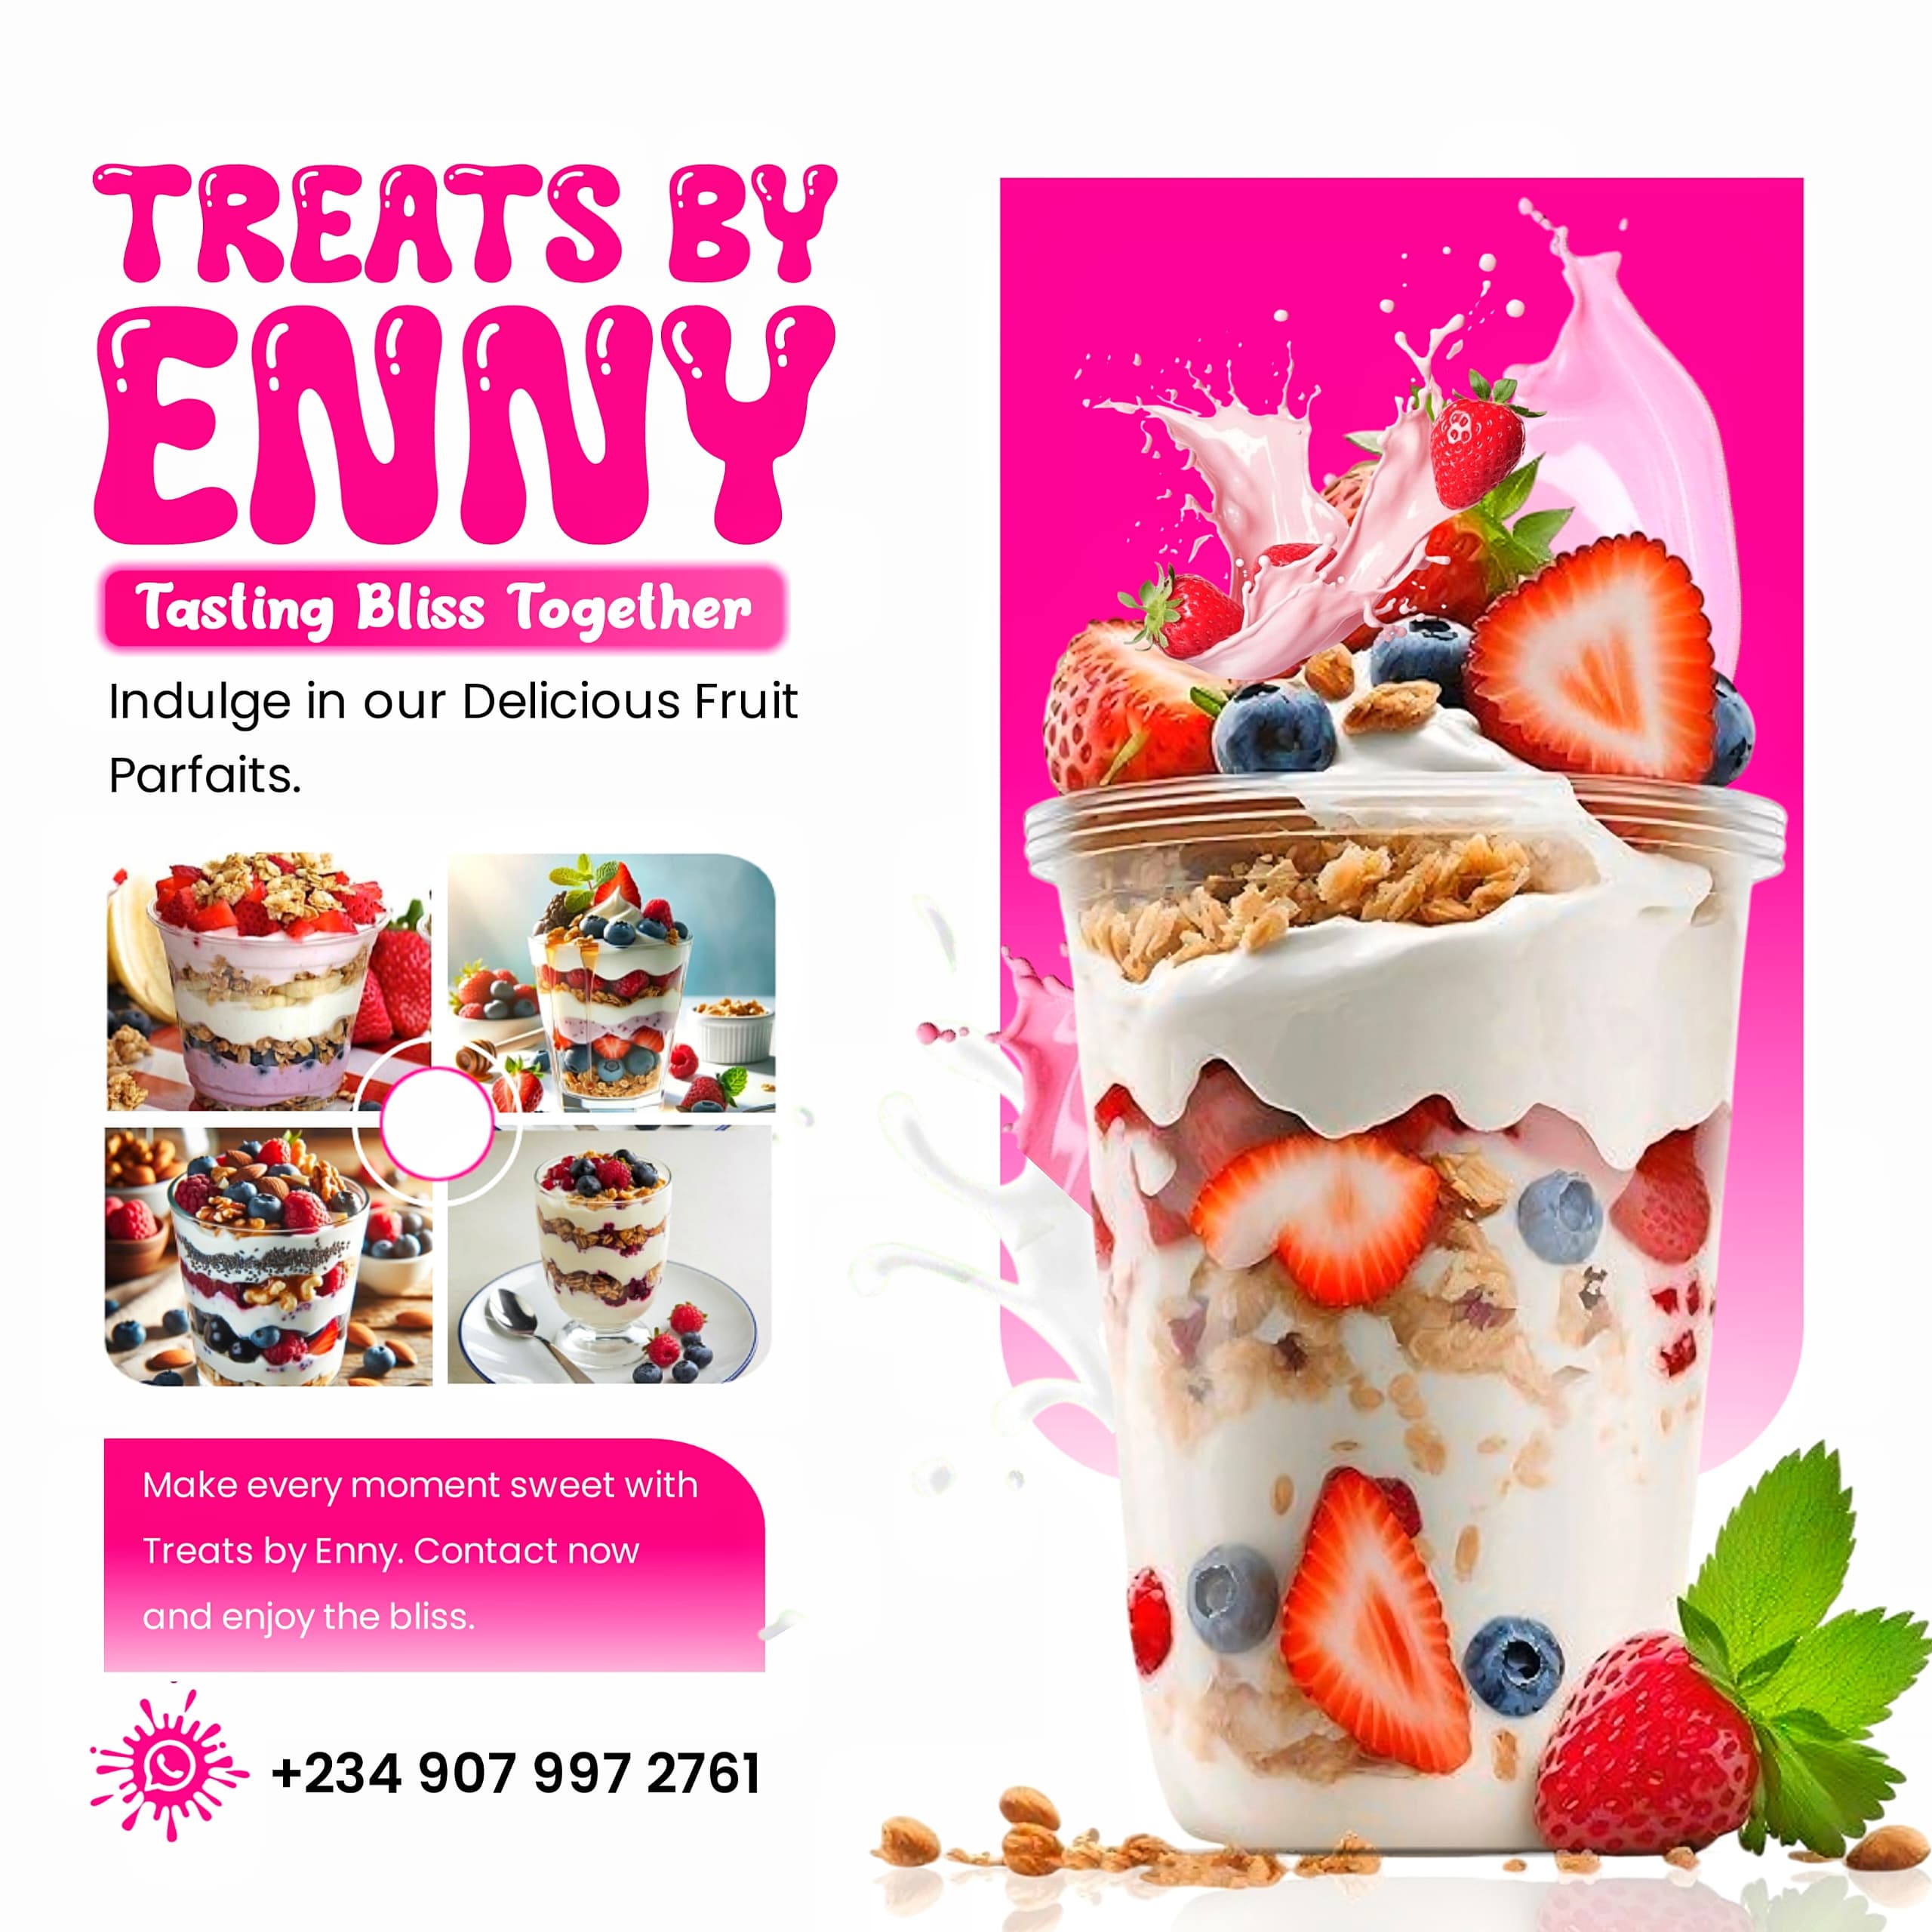 TREATS BY
ENNY
Tasting Bliss Together
Indulge in our Delicious Fruit
Parfaits.
Make every moment sweet with
Treats by Enny. Contact now
and enjoy the bliss.
+234 907 997 2761